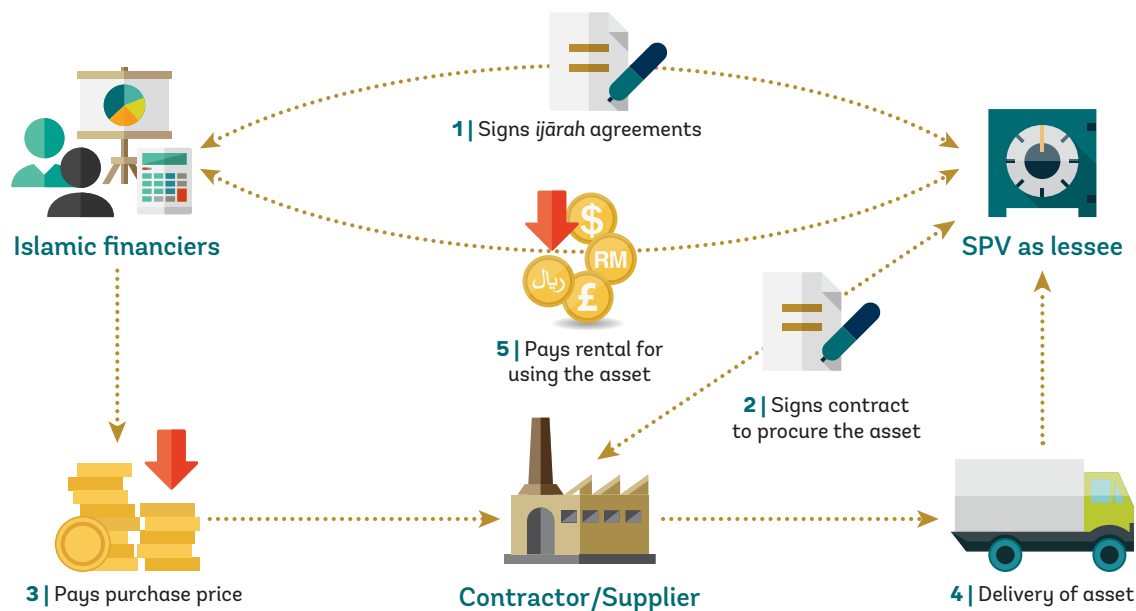 1 | Signs ijārah agreements
Islamic financiers
SPV as lessee
$
RM
ریال
£
5 | Pays rental for
using the asset
2 | Signs contract
to procure the asset
3 | Pays purchase price
Contractor/Supplier
4 | Delivery of asset